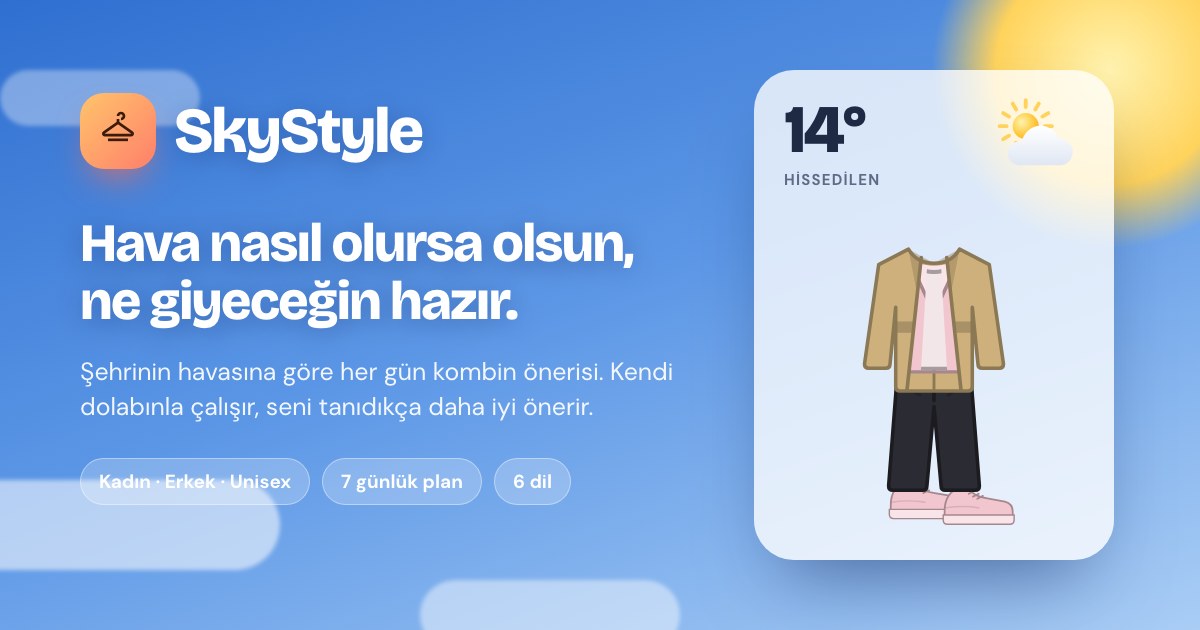 SkyStyle
Hava nasıl olursa olsun,
ne giyeceğin hazır.
Şehrinin havasına göre her gün kombin önerisi. Kendi
dolabınla çalışır, seni tanıdıkça daha iyi önerir.
Kadın · Erkek · Unisex
7 günlük plan
6 dil
14°
HİSSEDİLEN